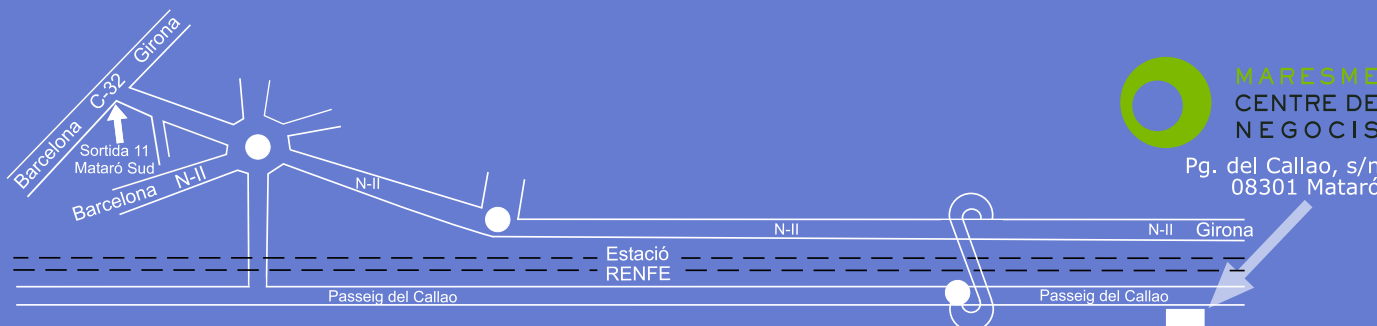 Girona
C-32
Barcelona
Sortida 11
Mataró Sud
Barcelona N-II
N-II
N-II
N-II Girona
Estació
RENFE
Passeig del Callao
Passeig del Callao
MARESME
CENTRE DE
NEGOCIS
Pg. del Callao, s/n
08301 Mataró